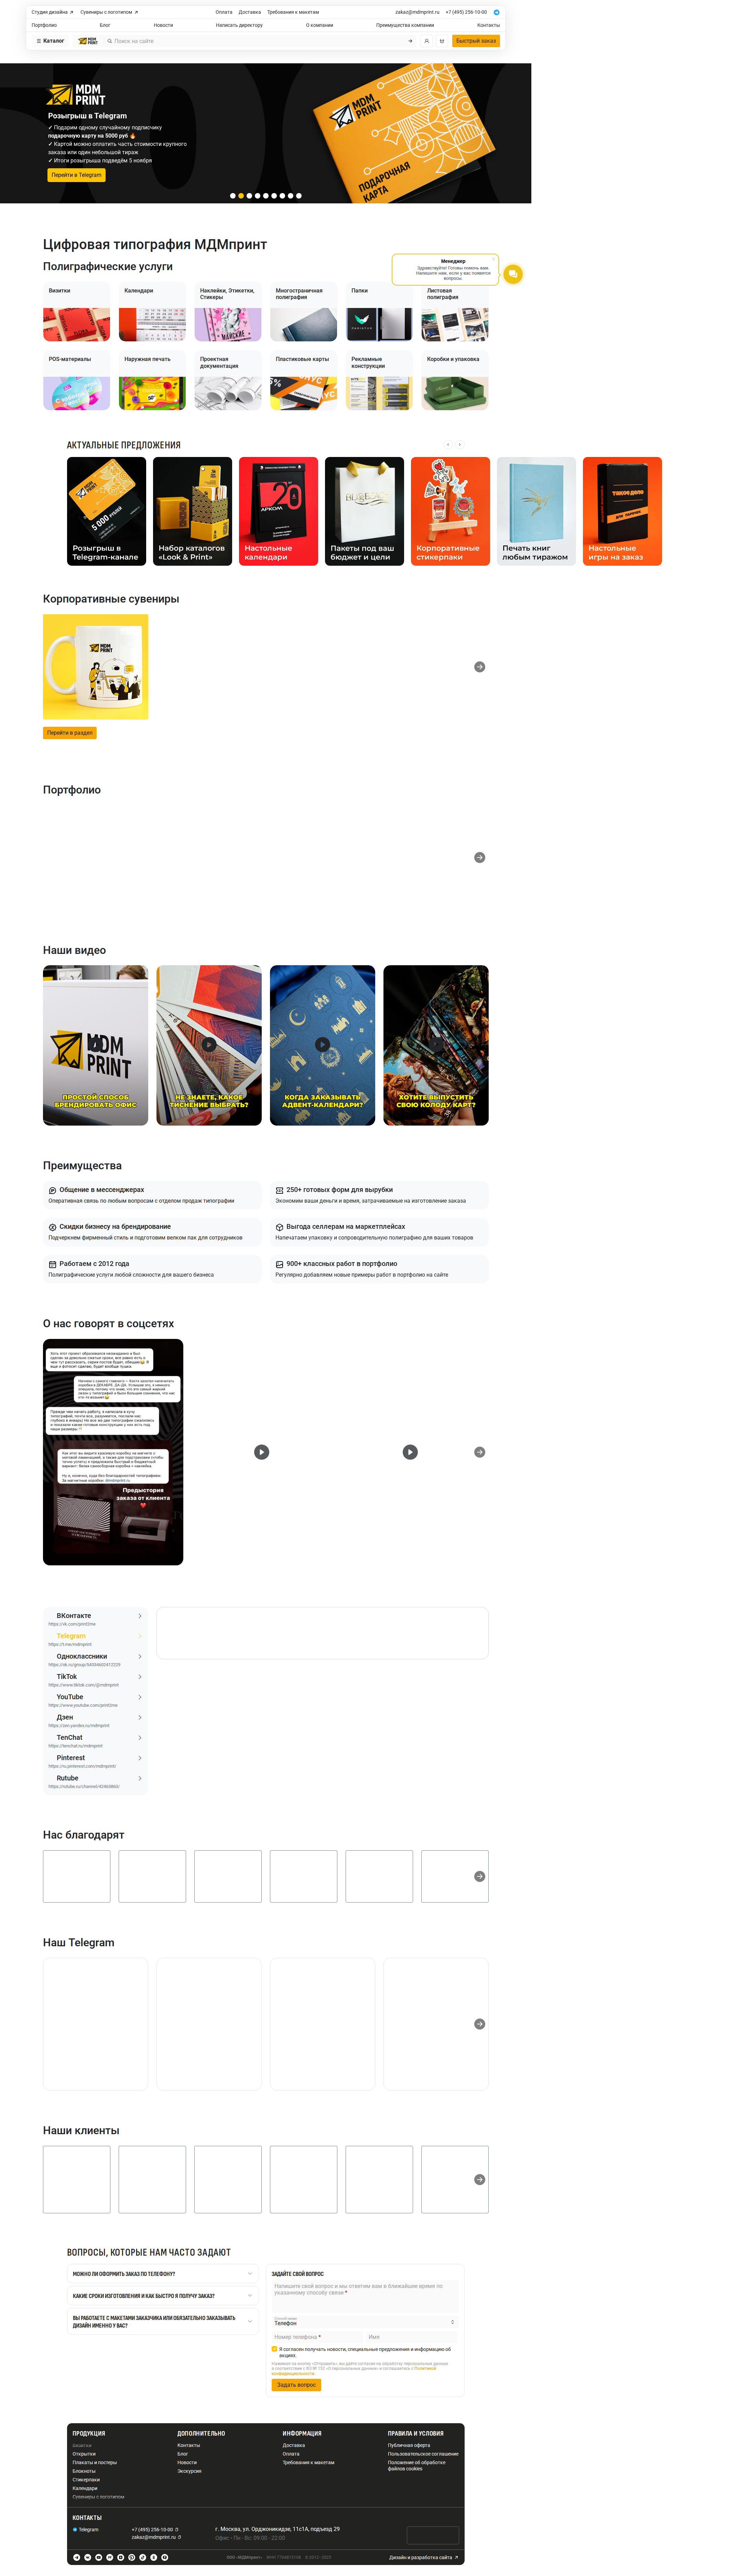 Студия дизайна
Сувениры с логотипом
Оплата
Доставка
Требования к макетам
zakaz@mdmprint.ru
+7 (495) 256-10-00
Портфолио
Блог
Новости
Написать директору
О компании
Преимущества компании
Контакты
Каталог
MDM PRINT
Поиск на сайте
Быстрый заказ
MDM
PRINT
Розыгрыш в Telegram
✓ Подарим одному случайному подписчику
подарочную карту на 5000 руб 🔥
✓ Картой можно оплатить часть стоимости крупного
заказа или один небольшой тираж
✓ Итоги розыгрыша подведём 5 ноября
Перейти в Telegram
MDM
PRINT
ПОДАРОЧНАЯ
КАРТА
Цифровая типография МДМпринт
Полиграфические услуги
Менеджер
Здравствуйте! Готовы помочь вам.
Напишите нам, если у вас появятся
вопросы.
Визитки
Календари
Наклейки, Этикетки,
Стикеры
Многостраничная
полиграфия
Папки
Листовая
полиграфия
POS-материалы
Наружная печать
Проектная
документация
Пластиковые карты
Рекламные
конструкции
Коробки и упаковка
АКТУАЛЬНЫЕ ПРЕДЛОЖЕНИЯ
Розыгрыш в
Telegram-канале
Набор каталогов
«Look & Print»
Настольные
календари
Пакеты под ваш
бюджет и цели
Корпоративные
стикерпаки
Печать книг
любым тиражом
Настольные
игры на заказ
Корпоративные сувениры
MDM
PRINT
Перейти в раздел
Портфолио
Наши видео
MDM
PRINT
ПРОСТОЙ СПОСОБ
БРЕНДИРОВАТЬ ОФИС
НЕ ЗНАЕТЕ, КАКОЕ
ТИСНЕНИЕ ВЫБРАТЬ?
КОГДА ЗАКАЗЫВАТЬ
АДВЕНТ-КАЛЕНДАРИ?
ХОТИТЕ ВЫПУСТИТЬ
СВОЮ КОЛОДУ КАРТ?
Преимущества
Общение в мессенджерах
Оперативная связь по любым вопросам с отделом продаж типографии
250+ готовых форм для вырубки
Экономим ваши деньги и время, затрачиваемые на изготовление заказа
Скидки бизнесу на брендирование
Подчеркнем фирменный стиль и подготовим велком пак для сотрудников
Выгода селлерам на маркетплейсах
Напечатаем упаковку и сопроводительную полиграфию для ваших товаров
Работаем с 2012 года
Полиграфические услуги любой сложности для вашего бизнеса
900+ классных работ в портфолио
Регулярно добавляем новые примеры работ в портфолио на сайте
О нас говорят в соцсетях
Предыстория
заказа от клиента
❤️
ВКонтакте
https://vk.com/print2me
Telegram
https://t.me/mdmprint
Одноклассники
TikTok
https://www.tiktok.com/@mdmprint
YouTube
https://www.youtube.com/print2me
Дзен
https://zen.yandex.ru/mdmprint
TenChat
https://tenchat.ru/mdmprint
Pinterest
https://ru.pinterest.com/mdmprint/
Rutube
Нас благодарят
Наш Telegram
Наши клиенты
ВОПРОСЫ, КОТОРЫЕ НАМ ЧАСТО ЗАДАЮТ
МОЖНО ЛИ ОФОРМИТЬ ЗАКАЗ ПО ТЕЛЕФОНУ?
КАКИЕ СРОКИ ИЗГОТОВЛЕНИЯ И КАК БЫСТРО Я ПОЛУЧУ ЗАКАЗ?
ВЫ РАБОТАЕТЕ С МАКЕТАМИ ЗАКАЗЧИКА ИЛИ ОБЯЗАТЕЛЬНО ЗАКАЗЫВАТЬ
ДИЗАЙН ИМЕННО У ВАС?
ЗАДАЙТЕ СВОЙ ВОПРОС
Напишите свой вопрос и мы ответим вам в ближайшее время по
указанному способу связи *
Способ связи
Телефон
Номер телефона *
Имя
Я согласен получать новости, специальные предложения и информацию об
акциях.
Нажимая на кнопку «Отправить», вы даёте согласие на обработку персональных данных
в соответствии с ФЗ № 152 «О персональных данных» и соглашаетесь с Политикой
конфиденциальности
Задать вопрос
ПРОДУКЦИЯ
Визитки
Открытки
Плакаты и постеры
Блокноты
Стикерпаки
Календари
Сувениры с логотипом
ДОПОЛНИТЕЛЬНО
Контакты
Блог
Новости
Экскурсия
ИНФОРМАЦИЯ
Доставка
Оплата
Требования к макетам
ПРАВИЛА И УСЛОВИЯ
Публичная оферта
Пользовательское соглашение
Положение об обработке
файлов cookies
КОНТАКТЫ
Telegram
+7 (495) 256-10-00
zakaz@mdmprint.ru
г. Москва, ул. Орджоникидзе, 11с1А, подъезд 29
Офис - Пн - Вс: 09:00 - 22:00
Дизайн и разработка сайта